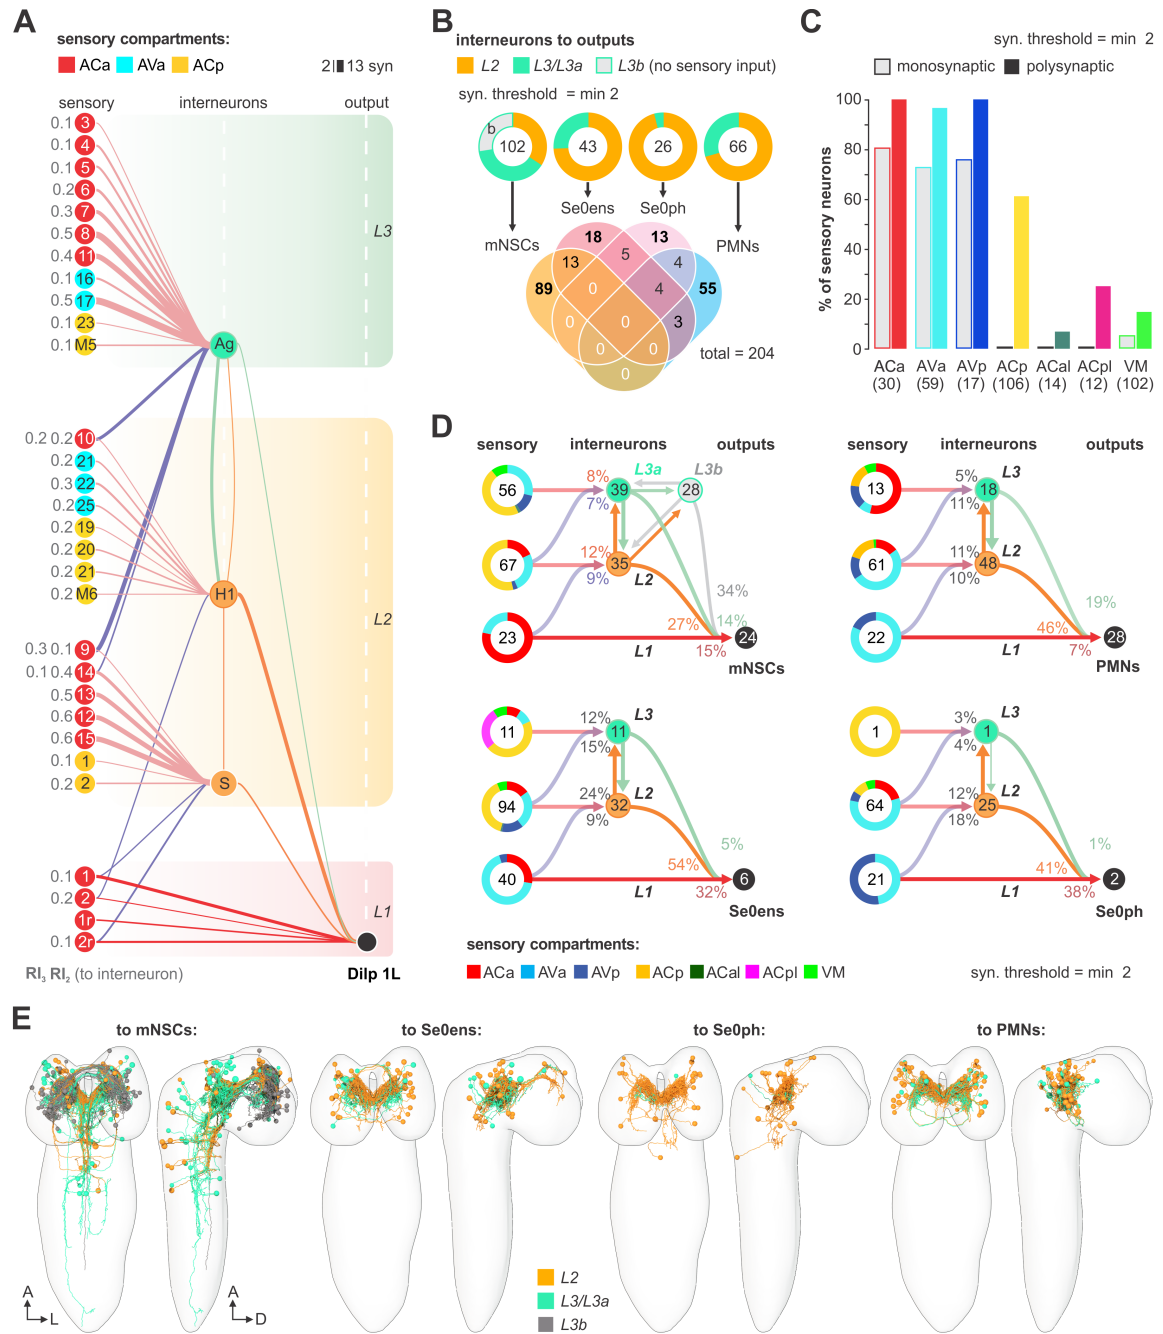 A
sensory compartments:
ACa AVa ACp
2 13 syn
sensory interneurons output
0.1 3
0.1 4
0.1 5
0.2 6
0.3 7
0.5 8
0.4 11
0.1 16
0.5 17
0.1 23
0.1 M5
Ag
L3
0.2 0.2 10
0.2 21
0.3 22
0.2 25
0.2 19
0.2 20
0.2 21
0.2 M6
H1
L2
0.3 0.1 9
0.1 0.4 14
0.5 13
0.6 12
0.6 15
0.1 1
0.2 2
S
0.1 1
0.2 2
1r
0.1 2r
L1
RI₃ RI₂ (to interneuron)
Dilp 1L
B
interneurons to outputs
L2 L3/L3a L3b (no sensory input)
syn. threshold = min 2
b
102 43 26 66
Se0ens Se0ph
mNSCs PMNs
18 13
13 5 4
89 0 4 55
0 0 3
0 0
0
total = 204
C
syn. threshold = min 2
monosynaptic polysynaptic
% of sensory neurons
100
80
60
40
20
0
ACa AVa AVp ACp ACal ACpl VM
(30) (59) (17) (106) (14) (12) (102)
D
sensory interneurons outputs
56
8%
7%
39
L3a
L3b
28
67
12%
9%
35
L2
34%
14%
27%
23
L1
15%
24
mNSCs
sensory interneurons outputs
13
5%
11%
18
L3
61
11%
10%
48
L2
19%
46%
22
L1
7%
28
PMNs
11
12%
15%
11
L3
94
24%
9%
32
L2
5%
54%
40
L1
32%
6
Se0ens
1
3%
4%
1
L3
64
12%
18%
25
L2
1%
41%
21
L1
38%
2
Se0ph
sensory compartments:
ACa AVa AVp ACp ACal ACpl VM
syn. threshold = min 2
E
to mNSCs: to Se0ens: to Se0ph: to PMNs:
A
L
A
D
L2
L3/L3a
L3b